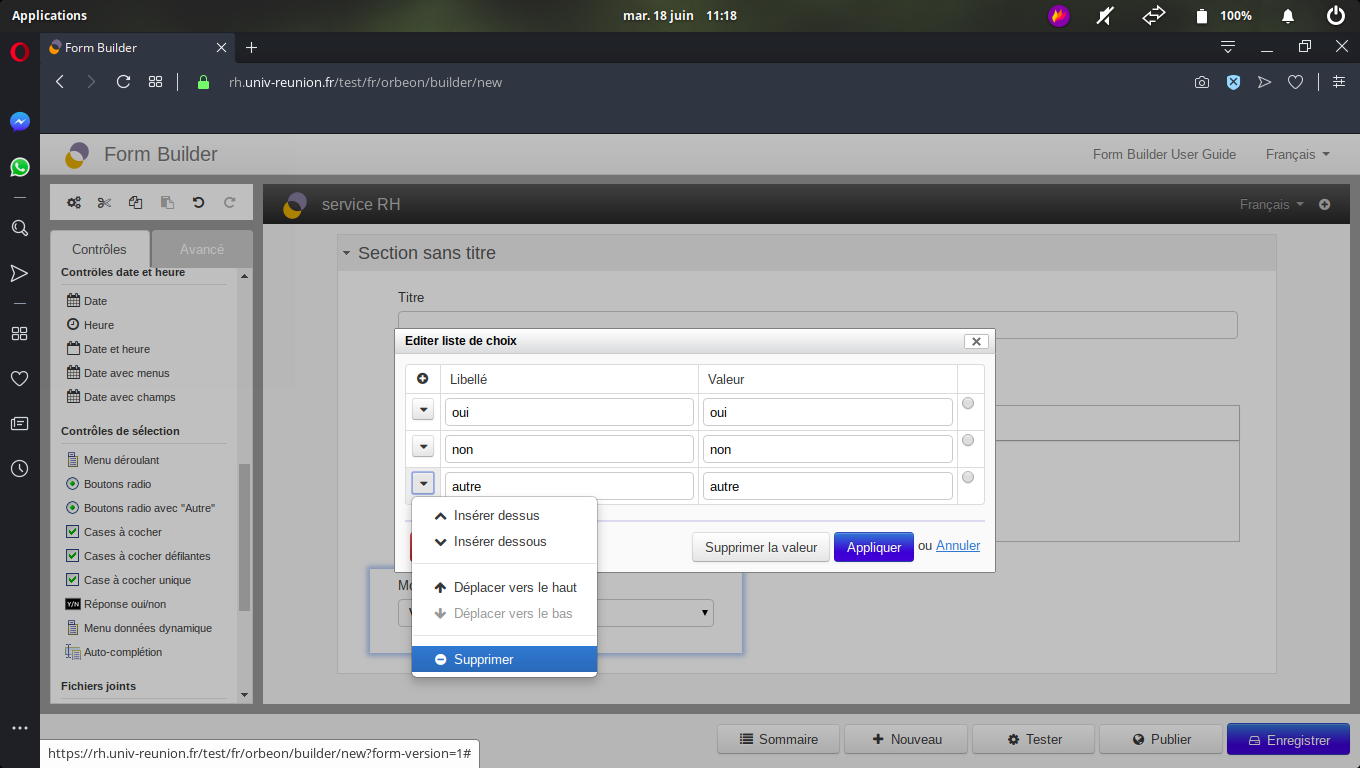 Applications
mar. 18 juin 11:18
100%
Form Builder
rh.univ-reunion.fr/test/fr/orbeon/builder/new
Form Builder
Form Builder User Guide
Français
service RH
Français
Contrôles
Avancé
Contrôles date et heure
Date
Heure
Date et heure
Date avec menus
Date avec champs
Contrôles de sélection
Menu déroulant
Boutons radio
Boutons radio avec "Autre"
Cases à cocher
Cases à cocher défilantes
Case à cocher unique
Y/N Réponse oui/non
Menu données dynamique
Auto-complétion
Fichiers joints
Section sans titre
Titre
Editer liste de choix
Libellé
Valeur
oui
oui
non
non
autre
autre
Insérer dessus
Insérer dessous
Déplacer vers le haut
Déplacer vers le bas
Supprimer
Supprimer la valeur
Appliquer
ou Annuler
Sommaire
Nouveau
Tester
Publier
Enregistrer
https://rh.univ-reunion.fr/test/fr/orbeon/builder/new?form-version=1#